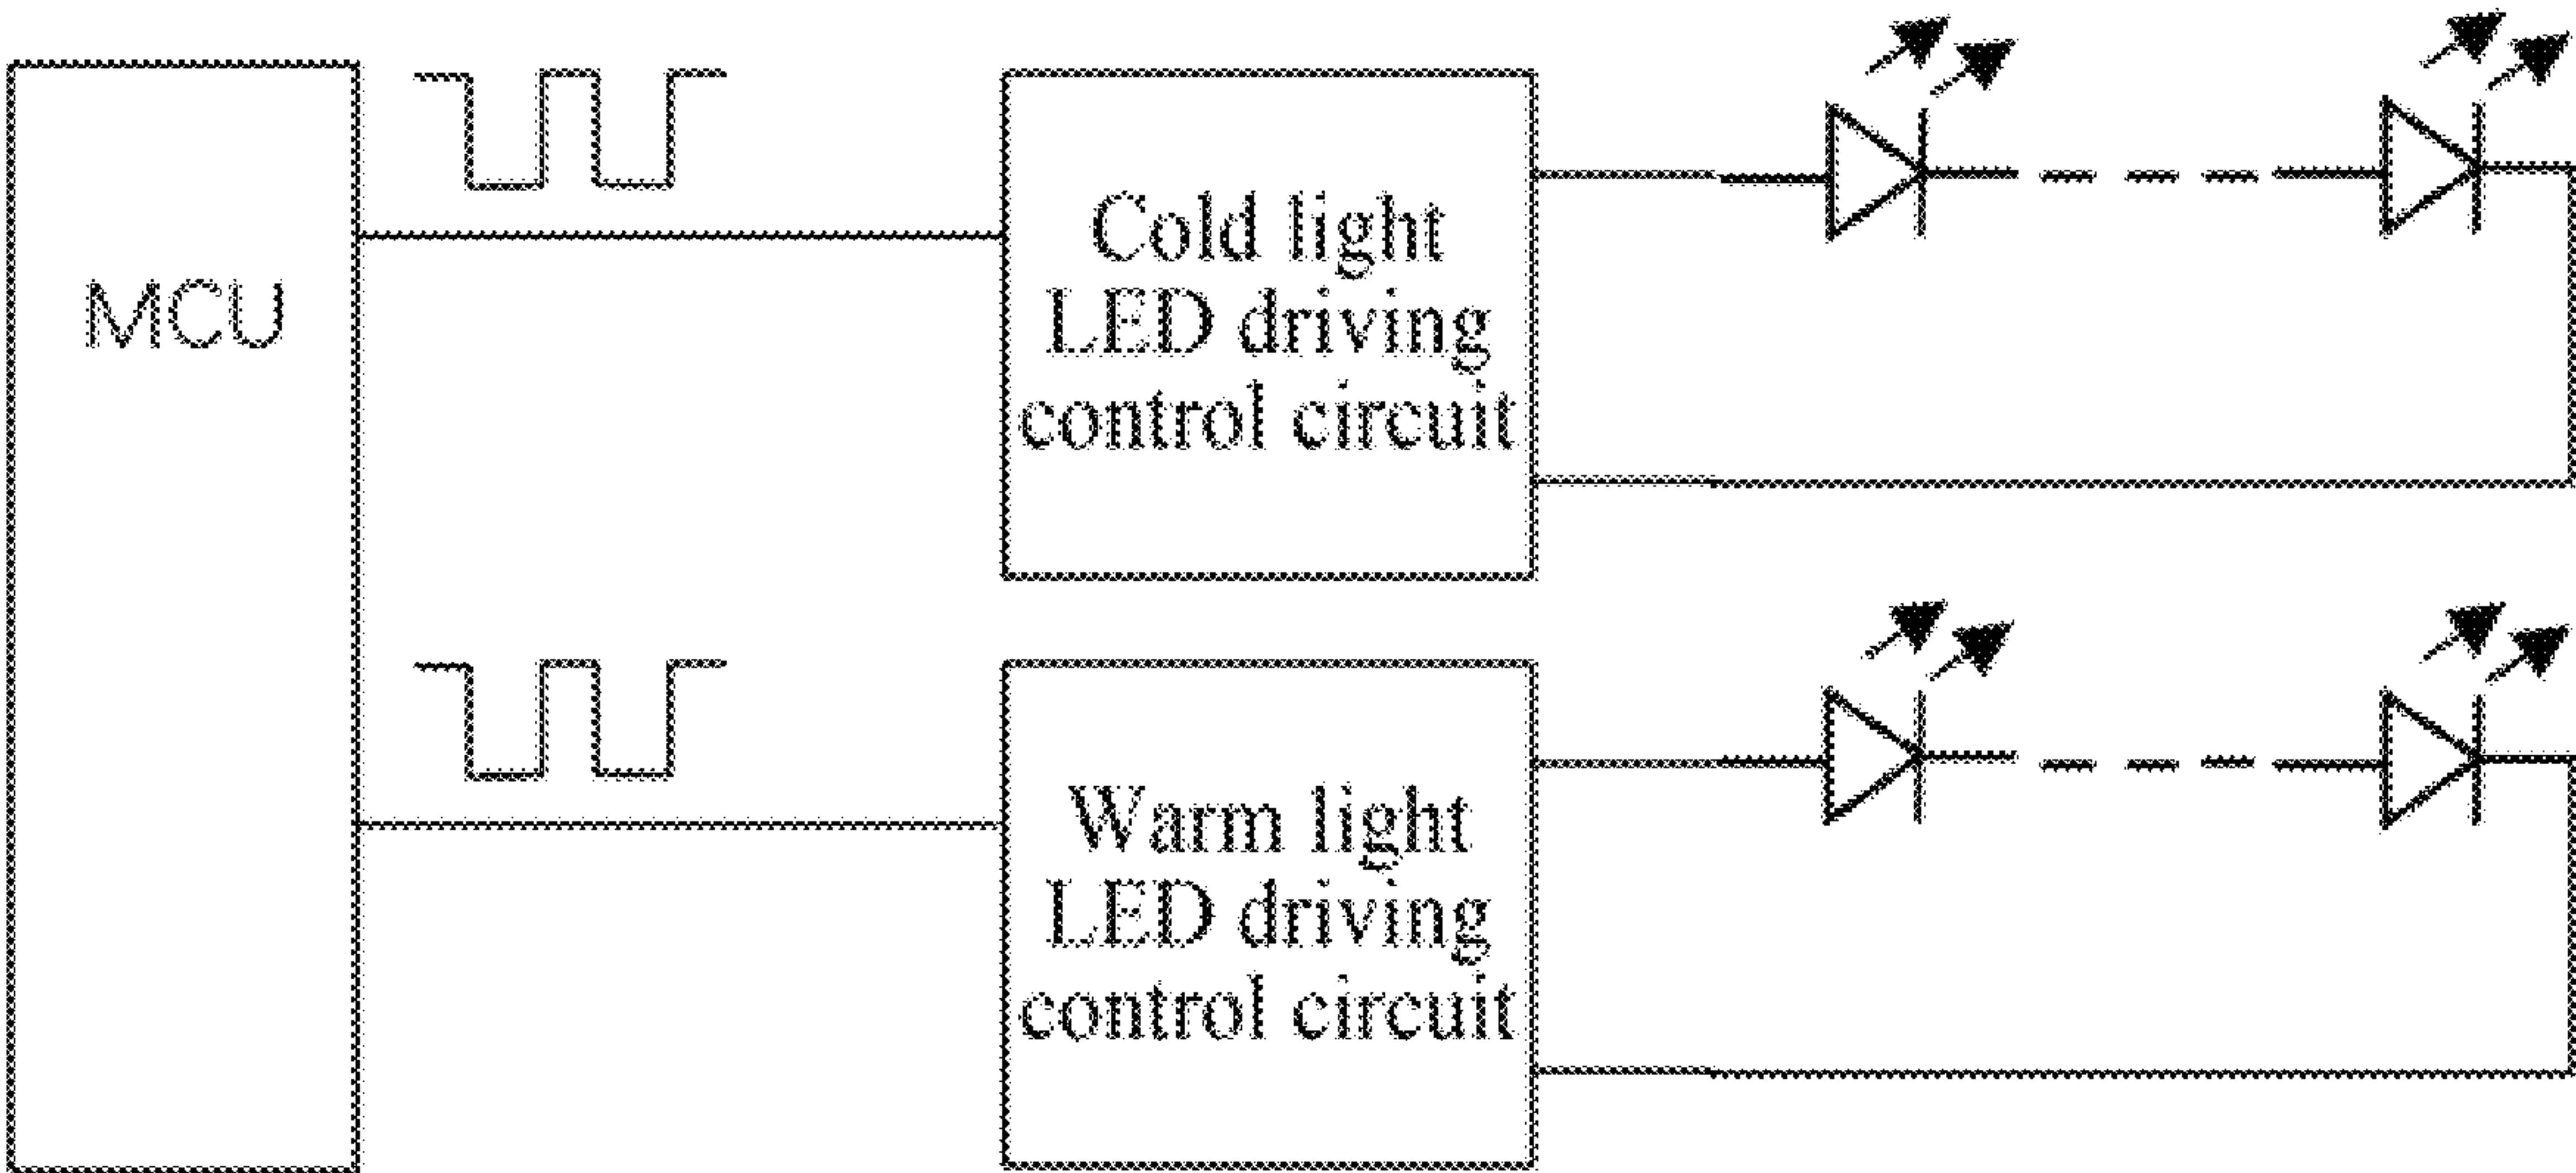 MCU
Cold light
LED driving
control circuit
Warm light
LED driving
control circuit